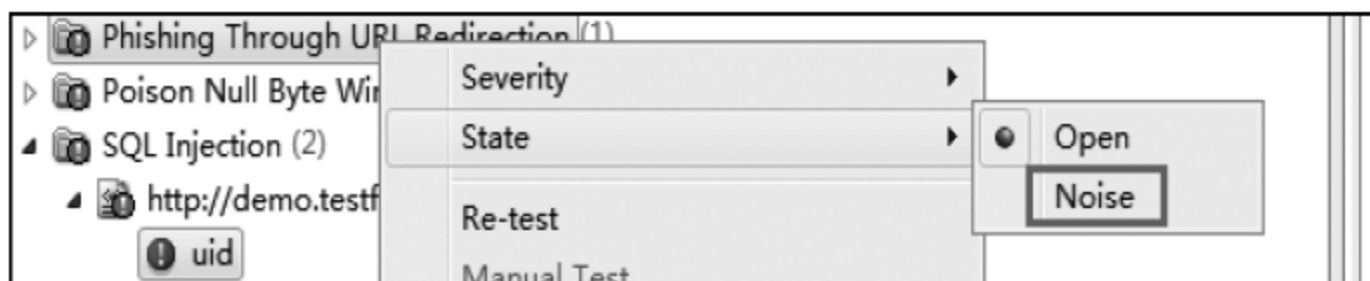 Phishing Through URL Redirection (1)
Severity
Poison Null Byte Wi
State
Open
SQL Injection (2)
Noise
http://demo.testf
Re-test
uid
Manual Test